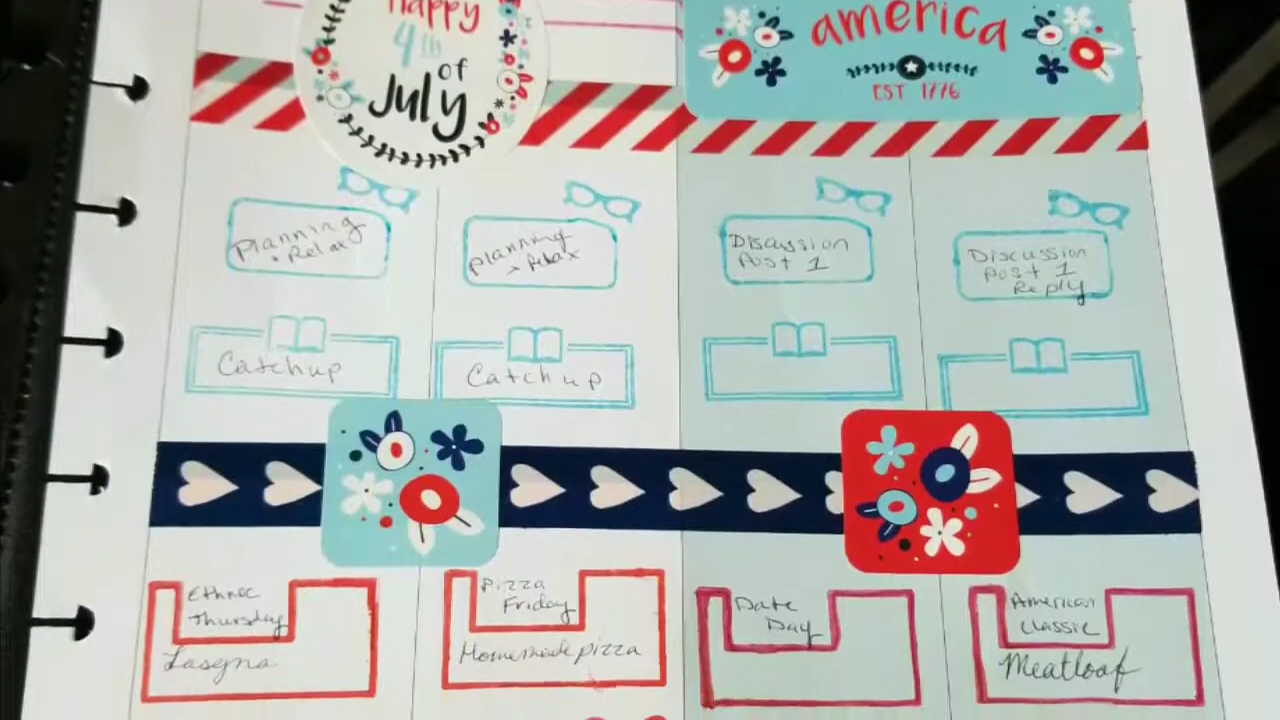 Happy
4th
of
July
america
EST 1776
Planning
+ Relax
planning
+ Relax
Discussion
Post 1
Discussion
Post 1
Reply
Catchup
Catchup
Ethnec
Thursday
Lasagna
Pizza
Friday
Homemade pizza
Date
Day
American
Classic
Meatloaf